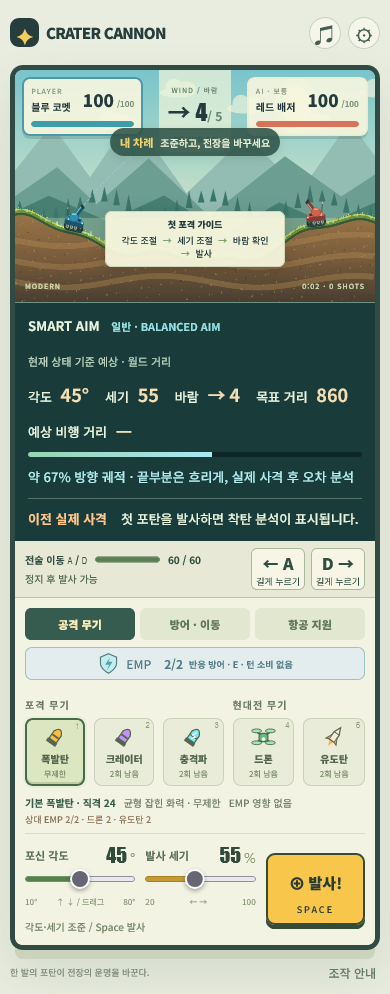 CRATER CANNON
PLAYER
블루 코멧 100 /100
WIND / 바람
→ 4 / 5
AI · 보통
레드 배저 100 /100
내 차례 조준하고, 전장을 바꾸세요
첫 포격 가이드
각도 조절 → 세기 조절 → 바람 확인
→ 발사
MODERN
0:02 · 0 SHOTS
SMART AIM 일반 · BALANCED AIM
현재 상태 기준 예상 · 월드 거리
각도 45° 세기 55 바람 → 4 목표 거리 860
예상 비행 거리 —
약 67% 방향 궤적 · 끝부분은 흐리게, 실제 사격 후 오차 분석
이전 실제 사격 첫 포탄을 발사하면 착탄 분석이 표시됩니다.
전술 이동 A / D 60 / 60
정지 후 발사 가능
← A
길게 누르기
D →
길게 누르기
공격 무기
방어 · 이동
항공 지원
EMP 2/2 반응 방어 · E · 턴 소비 없음
포격 무기
현대전 무기
1
폭발탄
무제한
2
크레이터
2회 남음
3
충격파
2회 남음
4
드론
2회 남음
5
유도탄
2회 남음
기본 폭발탄 · 직격 24 균형 잡힌 화력 · 무제한 EMP 영향 없음
상대 EMP 2/2 · 드론 2 · 유도탄 2
포신 각도 45 °
10° ↑ ↓ / 드래그 80°
발사 세기 55 %
20 ← → 100
발사!
SPACE
각도·세기 조준 / Space 발사
한 발의 포탄이 전장의 운명을 바꾼다.
조작 안내